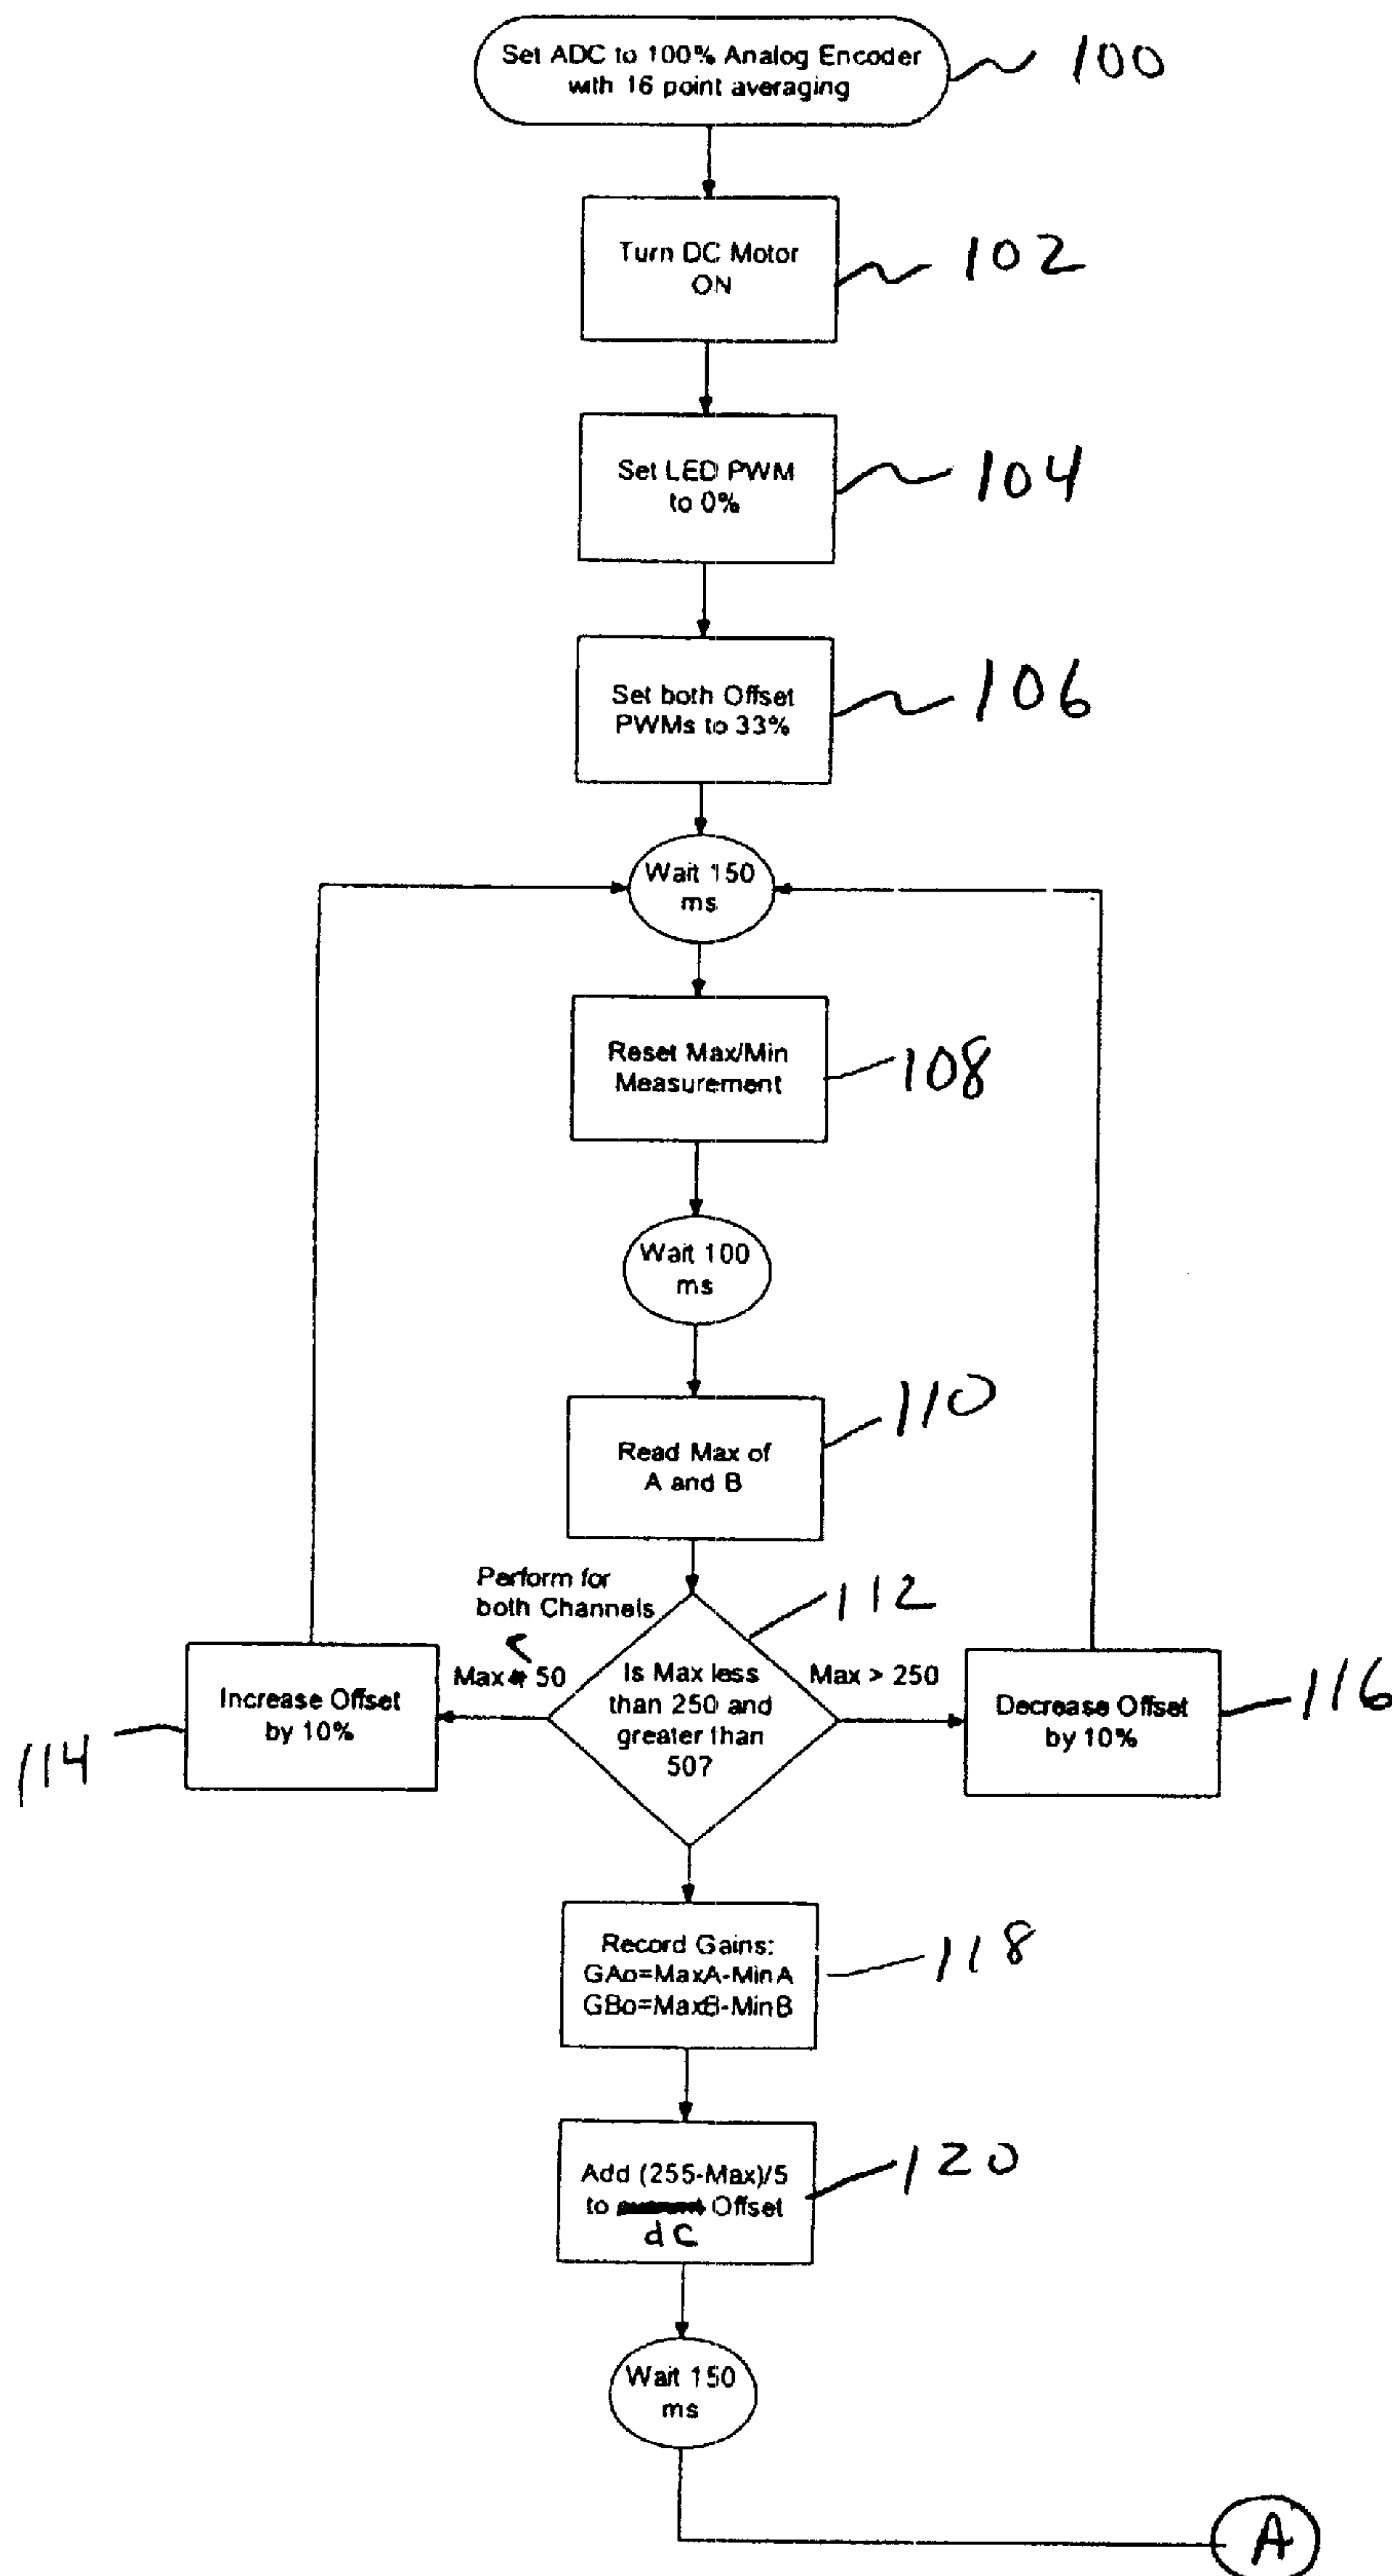 Set ADC to 100% Analog Encoder
with 16 point averaging
100
Turn DC Motor
ON
102
Set LED PWM
to 0%
104
Set both Offset
PWMs to 33%
106
Wait 150
ms
Reset Max/Min
Measurement
108
Wait 100
ms
Read Max of
A and B
110
Perform for
both Channels
112
Max < 50
Is Max less
than 250 and
greater than
50?
Max > 250
Increase Offset
by 10%
114
Decrease Offset
by 10%
116
Record Gains:
GAo=MaxA-MinA
GBo=MaxB-MinB
118
Add (255-Max)/5
to Offset
dC
120
Wait 150
ms
A